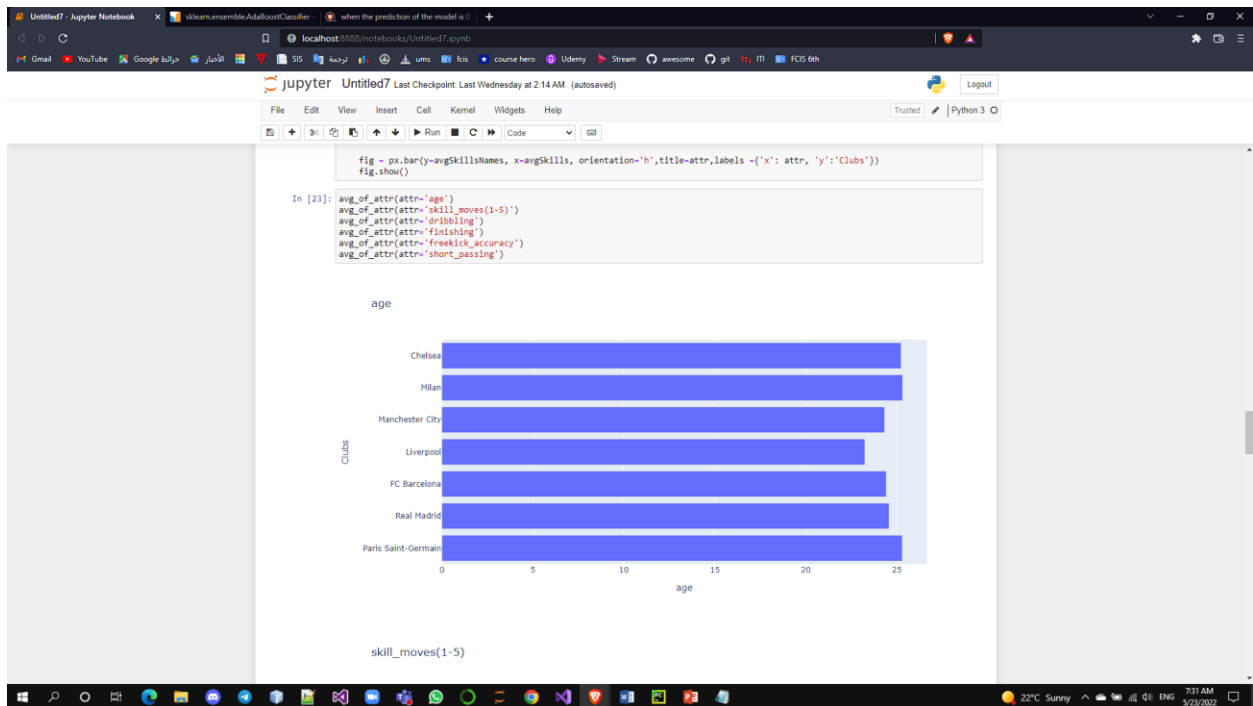 Untitled7 - Jupyter Notebook
sklearn.ensemble.AdaBoostClassifier –
when the prediction of the model is 0
localhost:8888/notebooks/Untitled7.ipynb
Gmail YouTube خرائط Google الأخبار SIS ترجمة ums fcis course hero Udemy Stream awesome git ITI FCIS 6th
jupyter Untitled7 Last Checkpoint: Last Wednesday at 2:14 AM (autosaved)
Logout
File Edit View Insert Cell Kernel Widgets Help
Trusted Python 3
Run Code
fig = px.bar(y=avgSkillsNames, x=avgSkills, orientation='h',title=attr,labels ={'x': attr, 'y':'Clubs'})
fig.show()
In [23]: avg_of_attr(attr='age')
avg_of_attr(attr='skill_moves(1-5)')
avg_of_attr(attr='dribbling')
avg_of_attr(attr='finishing')
avg_of_attr(attr='freekick_accuracy')
avg_of_attr(attr='short_passing')
age
Chelsea
Milan
Manchester City
Liverpool
Clubs
FC Barcelona
Real Madrid
Paris Saint-Germain
0 5 10 15 20 25
age
skill_moves(1-5)
22°C Sunny ENG 7:31 AM
5/23/2022